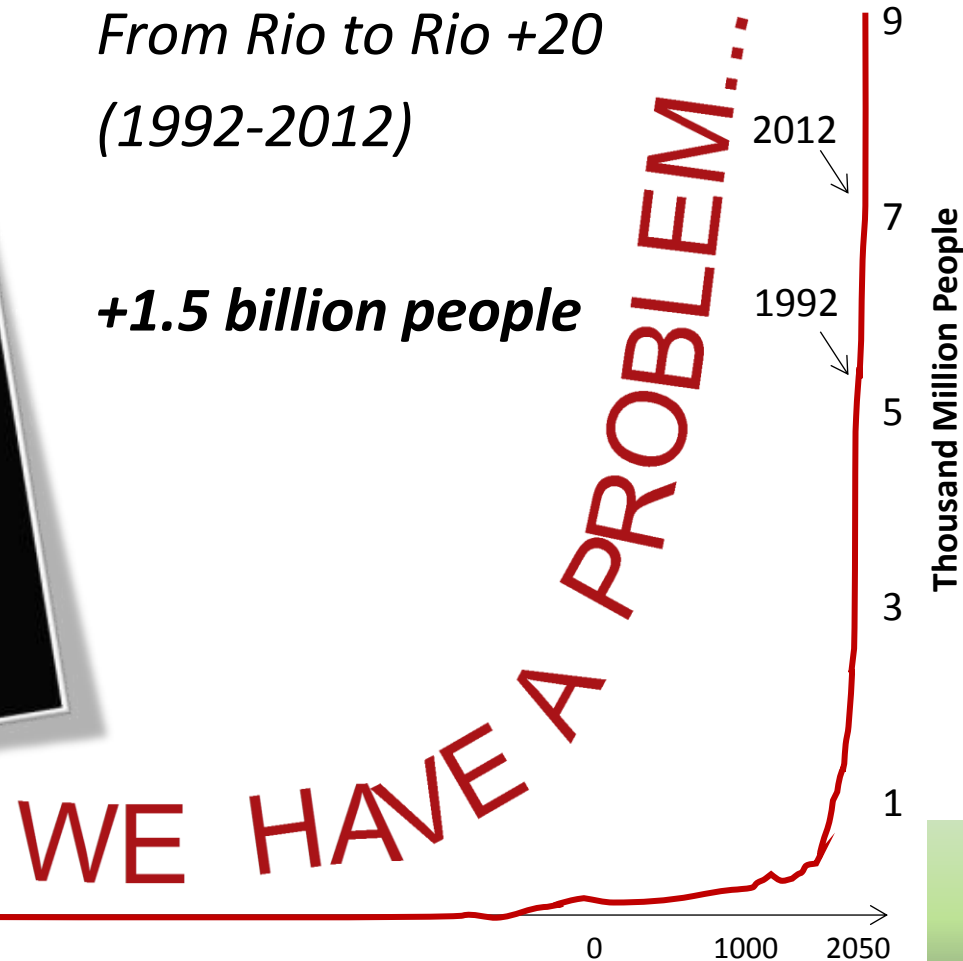 From Rio to Rio +20
(1992-2012)
+1.5 billion people
WE HAVE A PROBLEM...
2012
1992
9
7
5
3
1
Thousand Million People
0 1000 2050